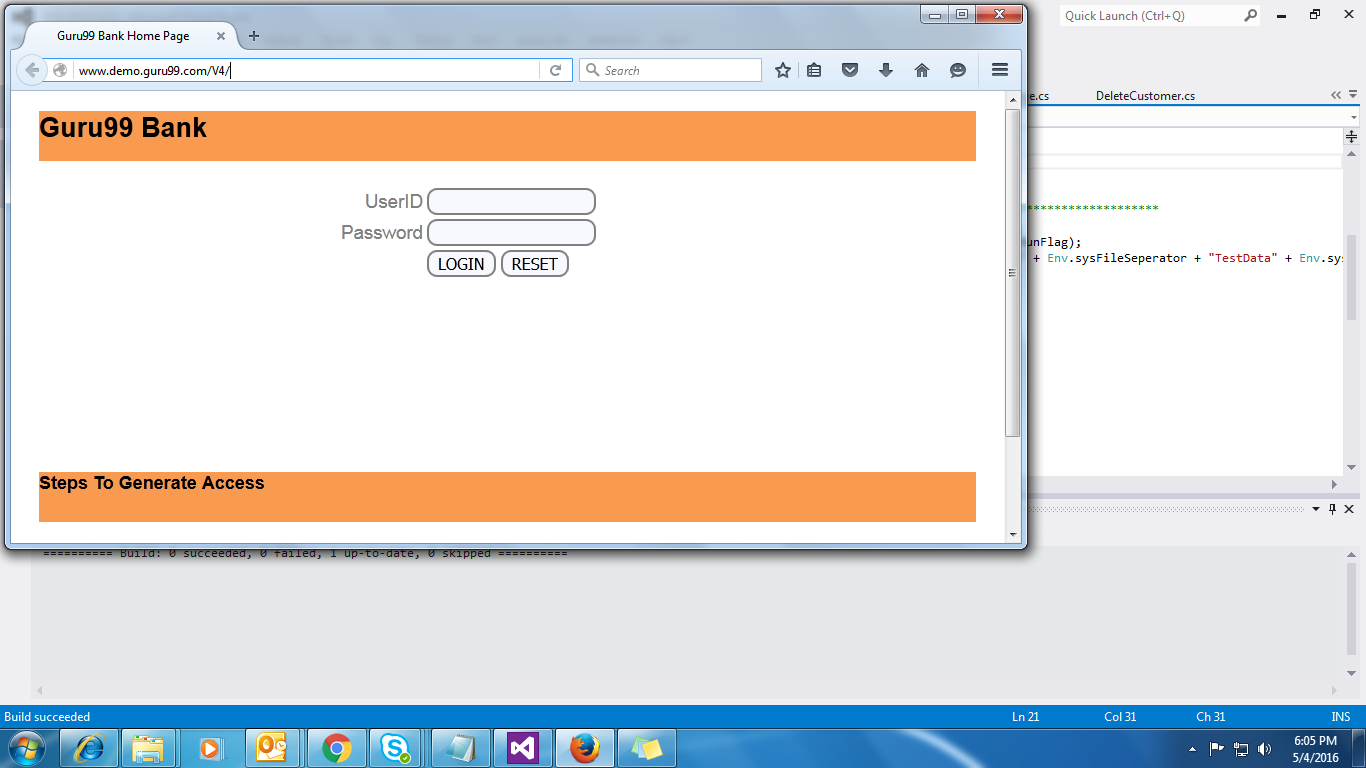 Quick Launch (Ctrl+Q)
Guru99 Bank Home Page
www.demo.guru99.com/V4/
Search
e.cs
DeleteCustomer.cs
Guru99 Bank
UserID
Password
LOGIN RESET
*******************
unFlag);
+ Env.sysFileSeperator + "TestData" + Env.sys
Steps To Generate Access
========== Build: 0 succeeded, 0 failed, 1 up-to-date, 0 skipped ==========
Build succeeded
Ln 21
Col 31
Ch 31
INS
6:05 PM
5/4/2016